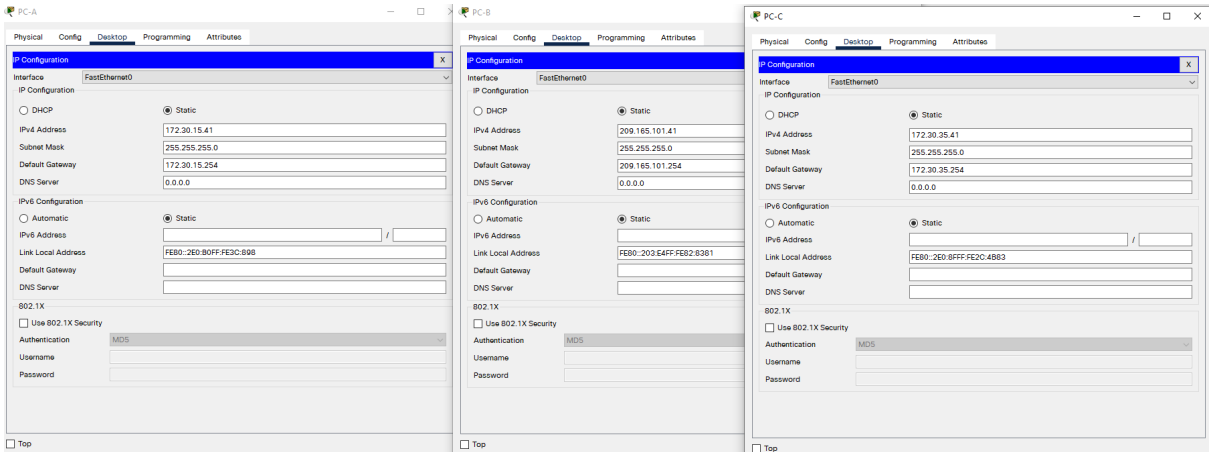 PC-A
Physical Config Desktop Programming Attributes
IP Configuration X
Interface FastEthernet0
IP Configuration
DHCP Static
IPv4 Address 172.30.15.41
Subnet Mask 255.255.255.0
Default Gateway 172.30.15.254
DNS Server 0.0.0.0
IPv6 Configuration
Automatic Static
IPv6 Address /
Link Local Address FE80::2E0:B0FF:FE3C:898
Default Gateway
DNS Server
802.1X
Use 802.1X Security
Authentication MD5
Username
Password
Top
PC-B
Physical Config Desktop Programming Attributes
IP Configuration
Interface FastEthernet0
IP Configuration
DHCP Static
IPv4 Address 209.165.101.41
Subnet Mask 255.255.255.0
Default Gateway 209.165.101.254
DNS Server 0.0.0.0
IPv6 Configuration
Automatic Static
IPv6 Address
Link Local Address FE80::203:E4FF:FE82:8381
Default Gateway
DNS Server
802.1X
Use 802.1X Security
Authentication MD5
Username
Password
Top
PC-C
Physical Config Desktop Programming Attributes
IP Configuration X
Interface FastEthernet0
IP Configuration
DHCP Static
IPv4 Address 172.30.35.41
Subnet Mask 255.255.255.0
Default Gateway 172.30.35.254
DNS Server 0.0.0.0
IPv6 Configuration
Automatic Static
IPv6 Address /
Link Local Address FE80::2E0:8FFF:FE2C:4B83
Default Gateway
DNS Server
802.1X
Use 802.1X Security
Authentication MD5
Username
Password
Top